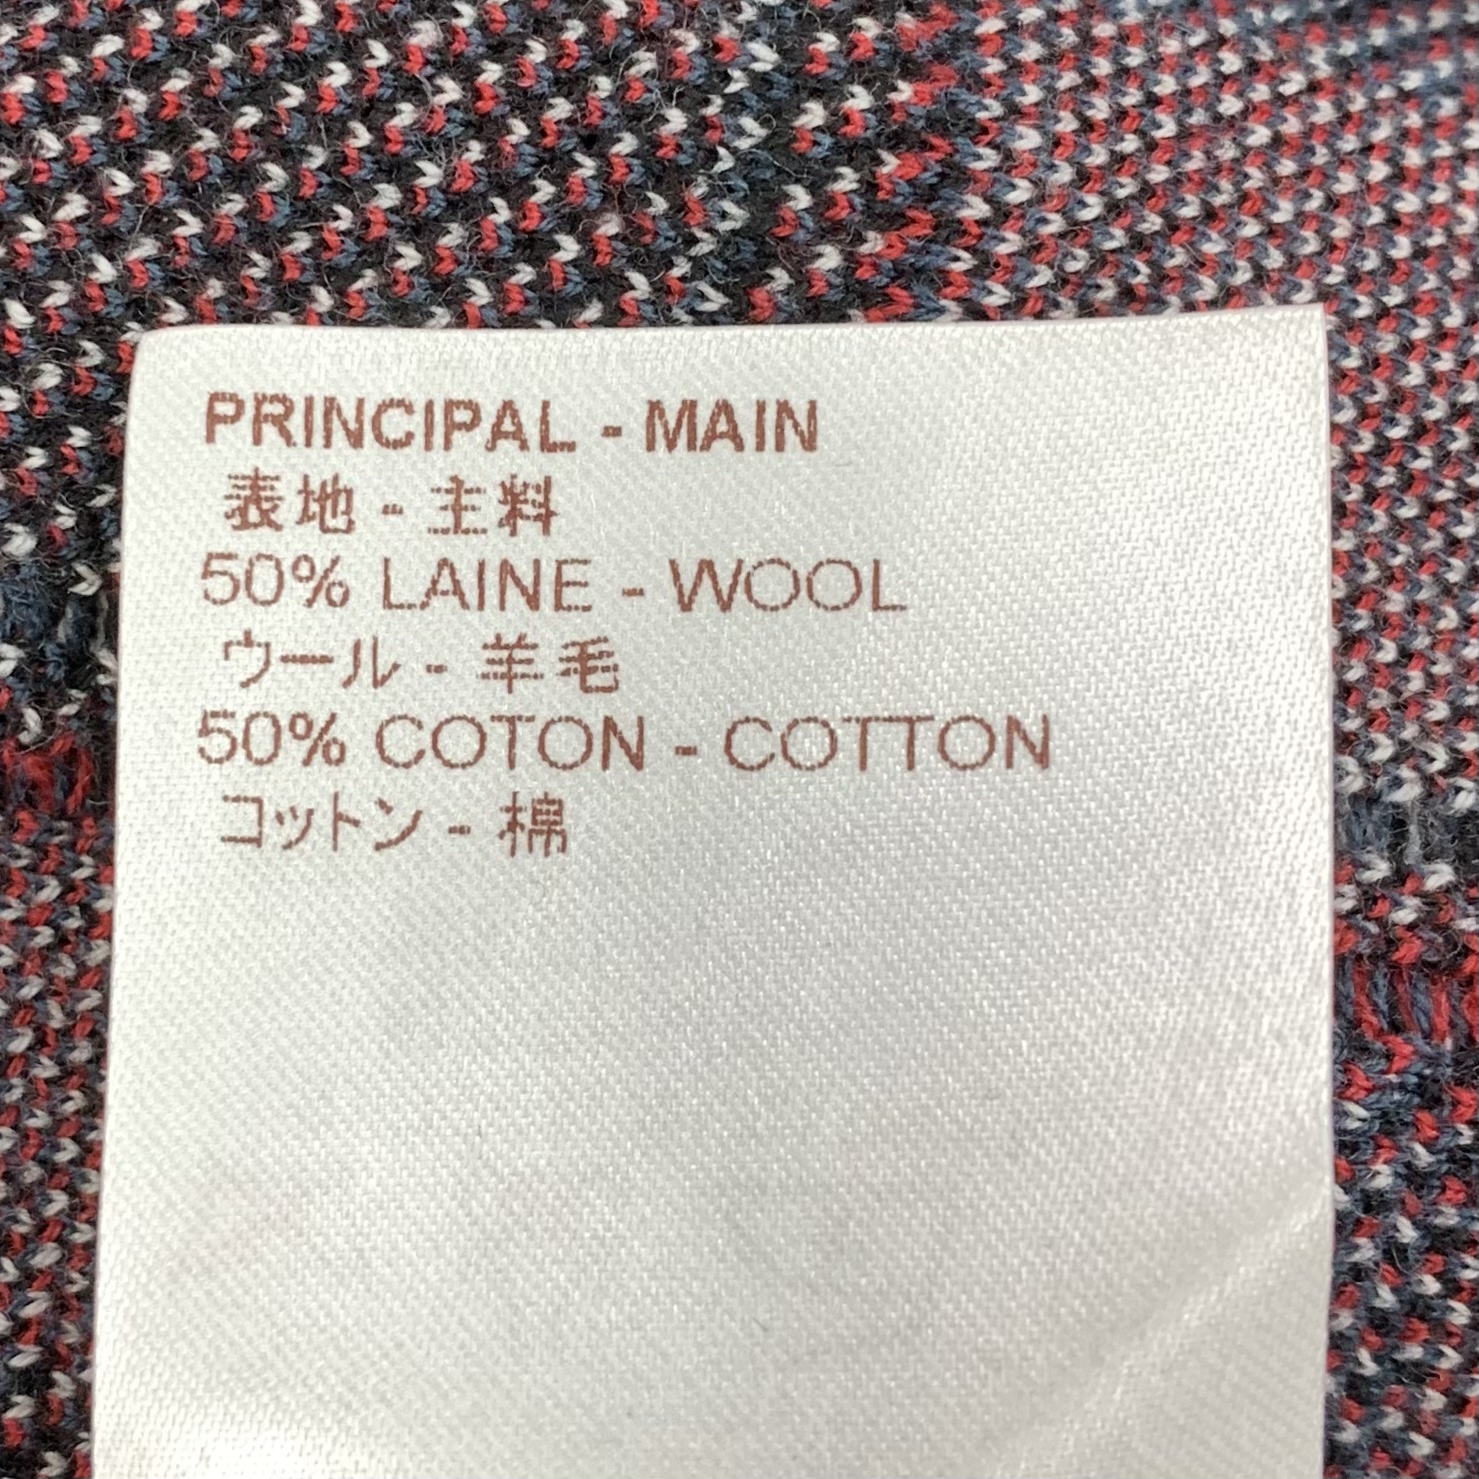 PRINCIPAL - MAIN
表地 - 主料
50% LAINE - WOOL
ウール - 羊毛
50% COTON - COTTON
コットン - 棉